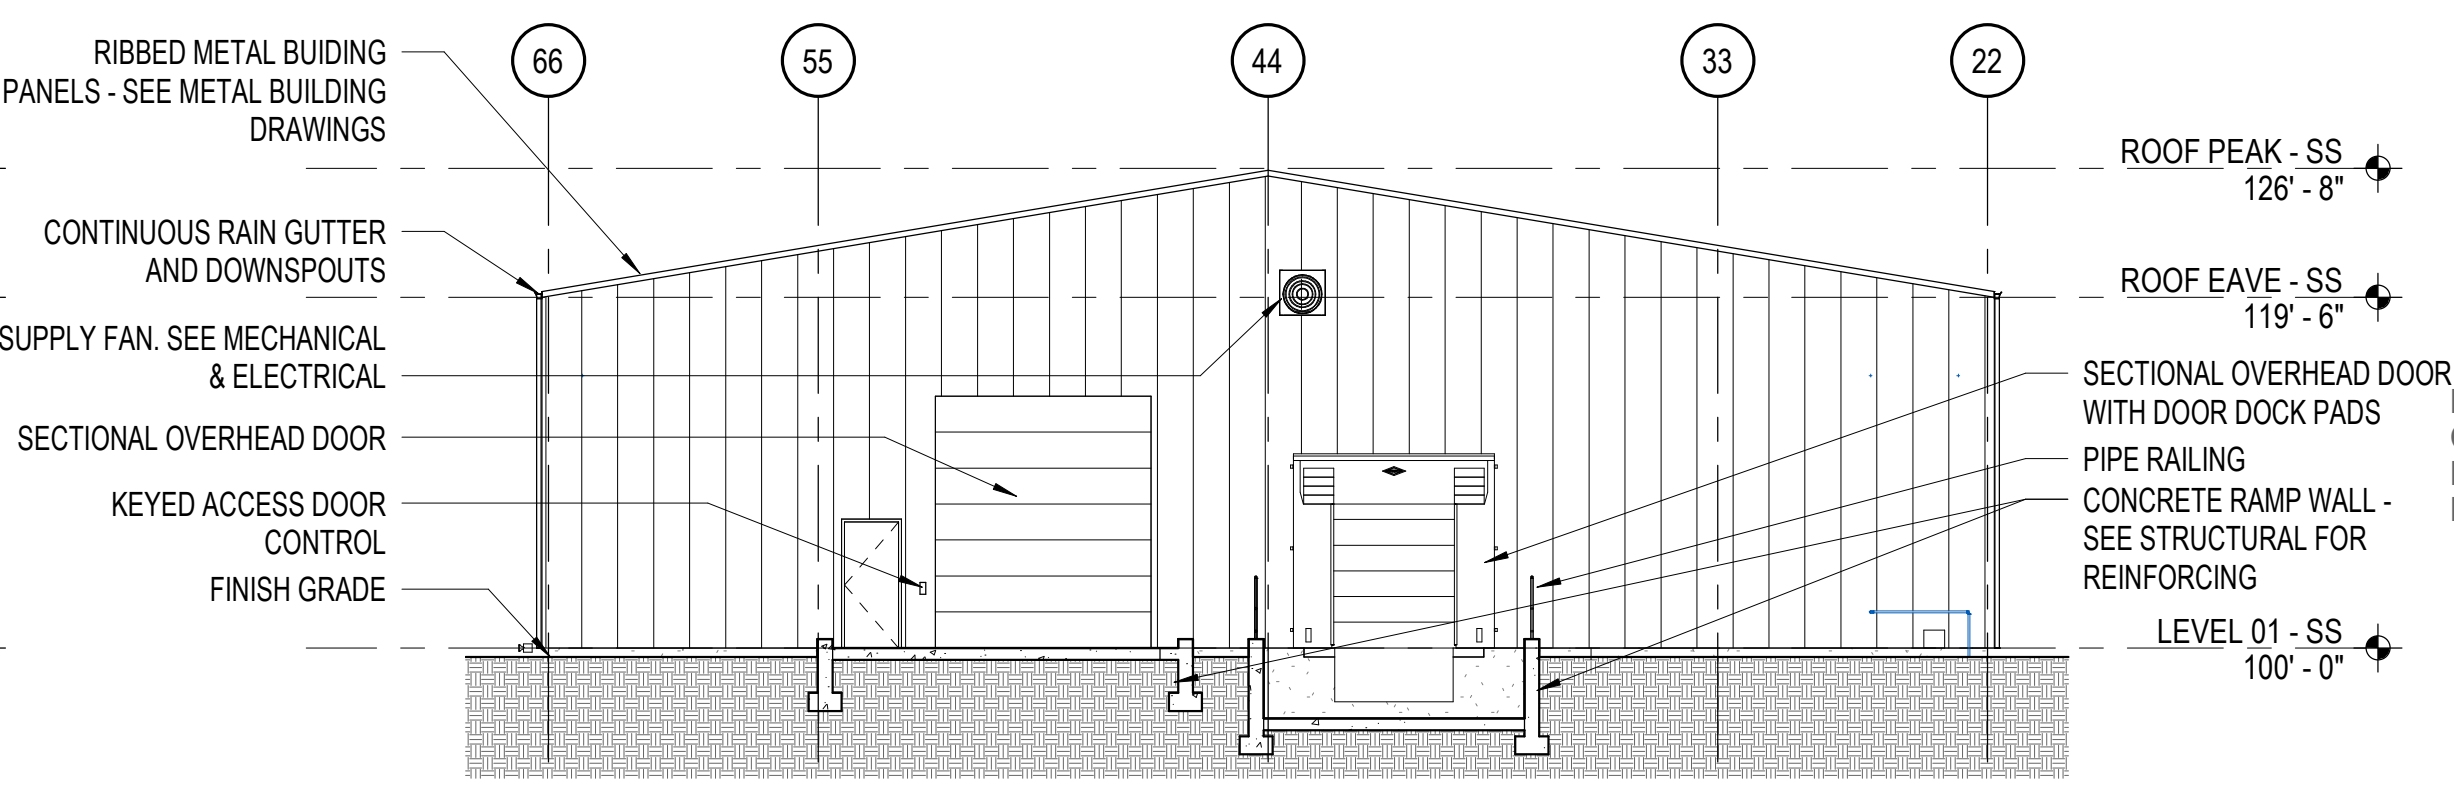 66
55
44
33
22
RIBBED METAL BUIDING
PANELS - SEE METAL BUILDING
DRAWINGS
CONTINUOUS RAIN GUTTER
AND DOWNSPOUTS
SUPPLY FAN. SEE MECHANICAL
& ELECTRICAL
SECTIONAL OVERHEAD DOOR
KEYED ACCESS DOOR
CONTROL
FINISH GRADE
ROOF PEAK - SS
126' - 8"
ROOF EAVE - SS
119' - 6"
SECTIONAL OVERHEAD DOOR
WITH DOOR DOCK PADS
PIPE RAILING
CONCRETE RAMP WALL -
SEE STRUCTURAL FOR
REINFORCING
LEVEL 01 - SS
100' - 0"